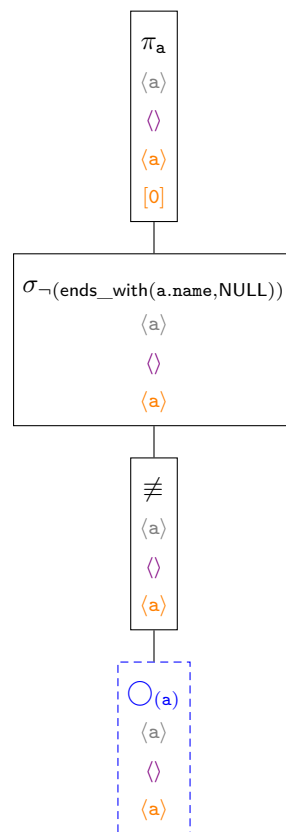 π_a
⟨a⟩
⟨⟩
⟨a⟩
[0]
σ_¬(ends_with(a.name,NULL))
⟨a⟩
⟨⟩
⟨a⟩
≢
⟨a⟩
⟨⟩
⟨a⟩
◯_(a)
⟨a⟩
⟨⟩
⟨a⟩